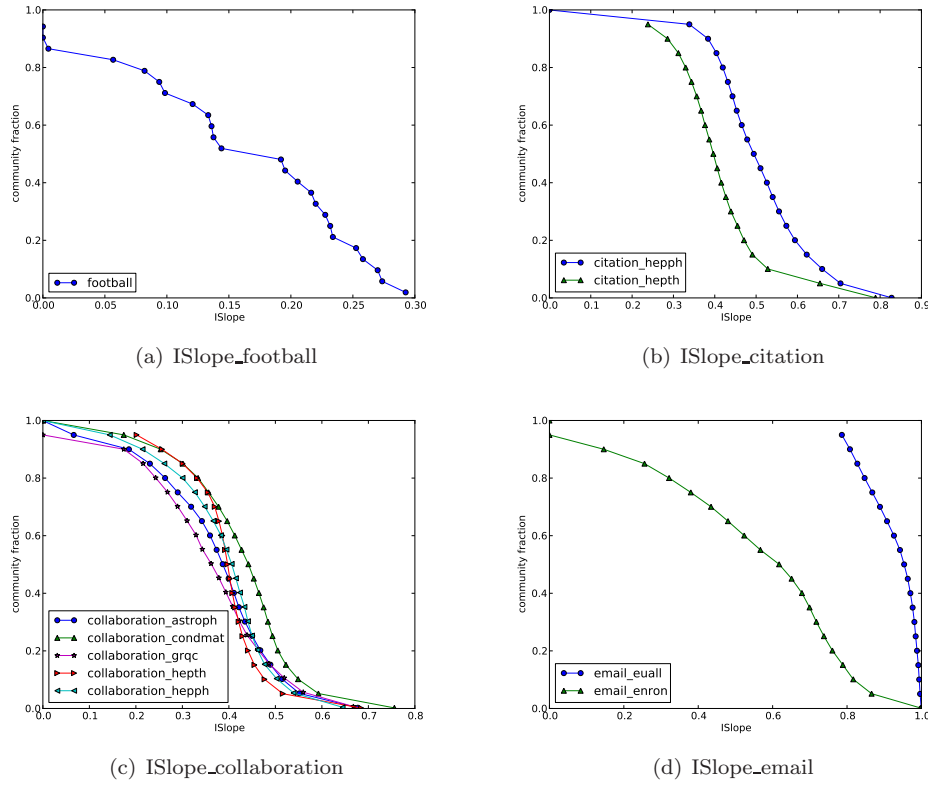 1.0
0.8
0.6
0.4
0.2
0.0
community fraction
0.00 0.05 0.10 0.15 0.20 0.25 0.30
ISlope
football
(a) ISlope_football
1.0
0.8
0.6
0.4
0.2
0.0
community fraction
0.0 0.1 0.2 0.3 0.4 0.5 0.6 0.7 0.8 0.9
ISlope
citation_hepph
citation_hepth
(b) ISlope_citation
1.0
0.8
0.6
0.4
0.2
0.0
community fraction
0.0 0.1 0.2 0.3 0.4 0.5 0.6 0.7 0.8
ISlope
collaboration_astroph
collaboration_condmat
collaboration_grqc
collaboration_hepth
collaboration_hepph
(c) ISlope_collaboration
1.0
0.8
0.6
0.4
0.2
0.0
community fraction
0.0 0.2 0.4 0.6 0.8 1.0
ISlope
email_euall
email_enron
(d) ISlope_email